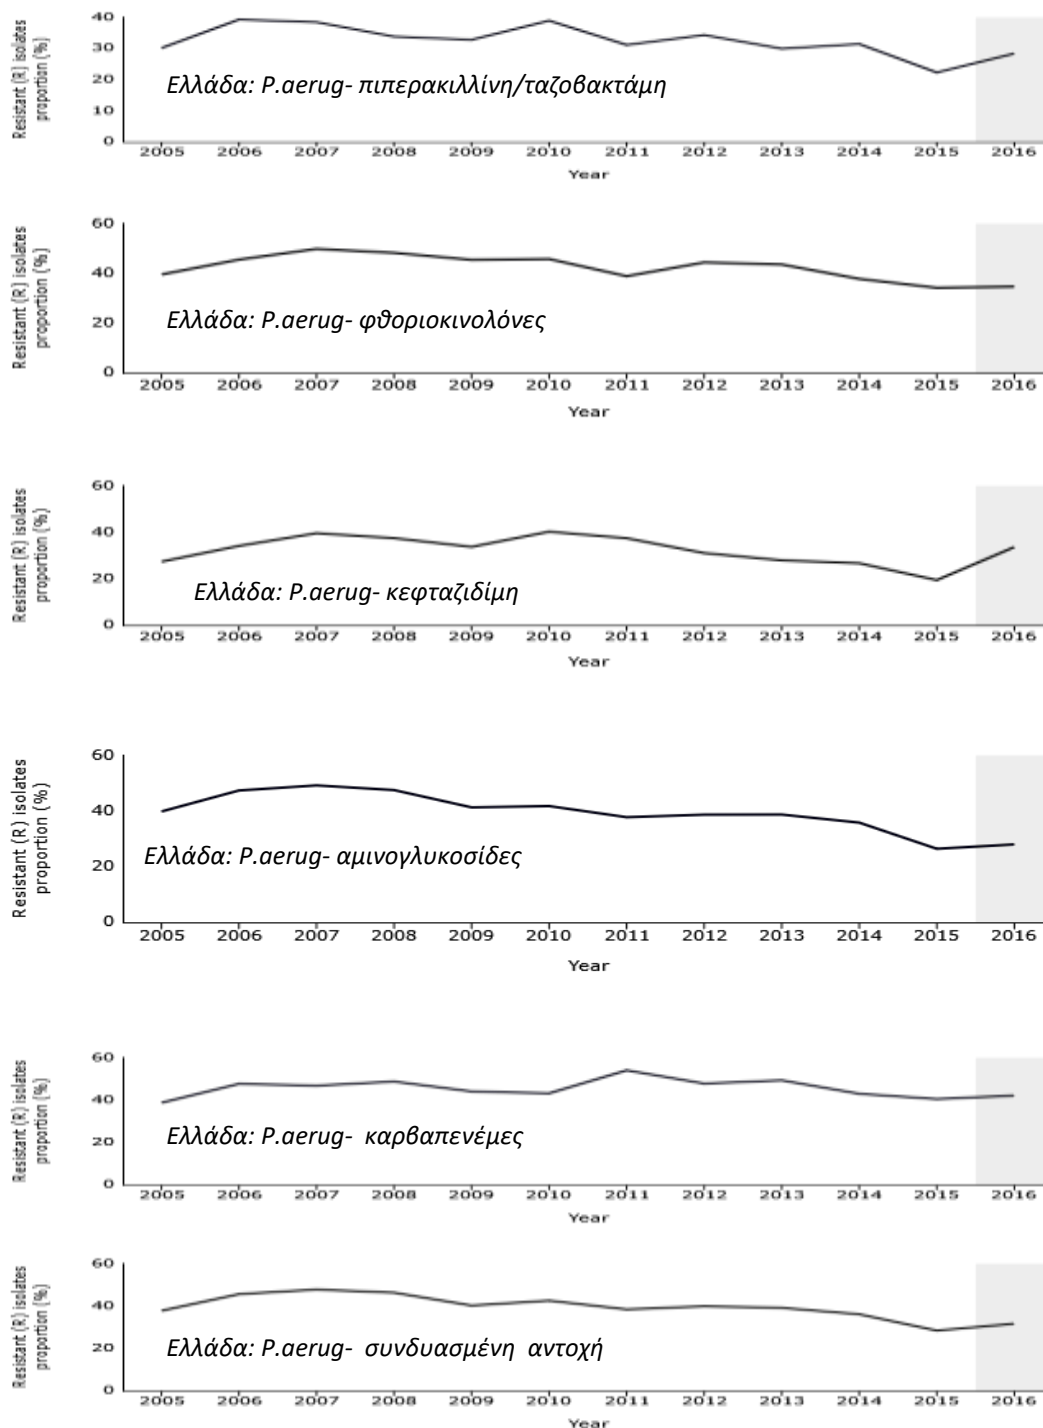 Resistant (R) isolates
proportion (%)
40
30
20
10
0
Ελλάδα: P.aerug- πιπερακιλλίνη/ταζοβακτάμη
2005 2006 2007 2008 2009 2010 2011 2012 2013 2014 2015 2016
Year
Resistant (R) isolates
proportion (%)
60
40
20
0
Ελλάδα: P.aerug- φθοριοκινολόνες
2005 2006 2007 2008 2009 2010 2011 2012 2013 2014 2015 2016
Year
Resistant (R) isolates
proportion (%)
60
40
20
0
Ελλάδα: P.aerug- κεφταζιδίμη
2005 2006 2007 2008 2009 2010 2011 2012 2013 2014 2015 2016
Year
Resistant (R) isolates
proportion (%)
60
40
20
0
Ελλάδα: P.aerug- αμινογλυκοσίδες
2005 2006 2007 2008 2009 2010 2011 2012 2013 2014 2015 2016
Year
Resistant (R) isolates
proportion (%)
60
40
20
0
Ελλάδα: P.aerug- καρβαπενέμες
2005 2006 2007 2008 2009 2010 2011 2012 2013 2014 2015 2016
Year
Resistant (R) isolates
proportion (%)
60
40
20
0
Ελλάδα: P.aerug- συνδυασμένη αντοχή
2005 2006 2007 2008 2009 2010 2011 2012 2013 2014 2015 2016
Year